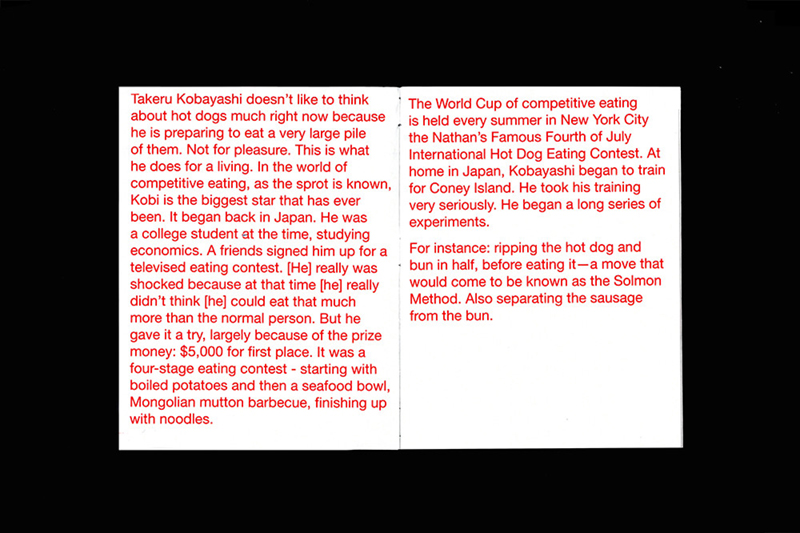 Takeru Kobayashi doesn't like to think
about hot dogs much right now because
he is preparing to eat a very large pile
of them. Not for pleasure. This is what
he does for a living. In the world of
competitive eating, as the sprot is known,
Kobi is the biggest star that has ever
been. It began back in Japan. He was
a college student at the time, studying
economics. A friends signed him up for a
televised eating contest. [He] really was
shocked because at that time [he] really
didn't think [he] could eat that much
more than the normal person. But he
gave it a try, largely because of the prize
money: $5,000 for first place. It was a
four-stage eating contest - starting with
boiled potatoes and then a seafood bowl,
Mongolian mutton barbecue, finishing up
with noodles.
The World Cup of competitive eating
is held every summer in New York City
the Nathan's Famous Fourth of July
International Hot Dog Eating Contest. At
home in Japan, Kobayashi began to train
for Coney Island. He took his training
very seriously. He began a long series of
experiments.
For instance: ripping the hot dog and
bun in half, before eating it—a move that
would come to be known as the Solmon
Method. Also separating the sausage
from the bun.